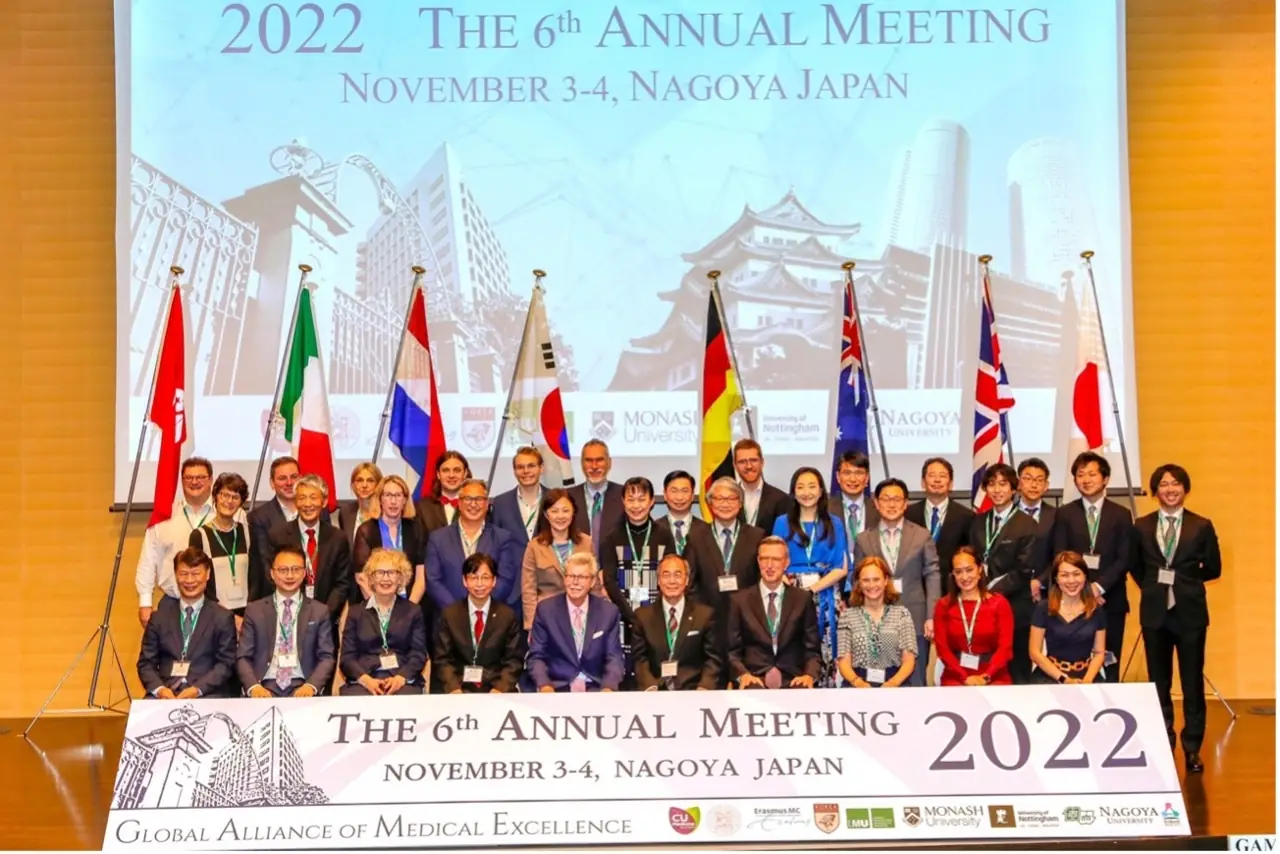 2022 THE 6th ANNUAL MEETING
NOVEMBER 3-4, NAGOYA JAPAN
MONASH University
University of Nottingham
NAGOYA UNIVERSITY
THE 6th ANNUAL MEETING 2022
NOVEMBER 3-4, NAGOYA JAPAN
GLOBAL ALLIANCE OF MEDICAL EXCELLENCE
CU
Erasmus MC
KOREA
LMU
MONASH University
University of Nottingham
NAGOYA UNIVERSITY
GAM